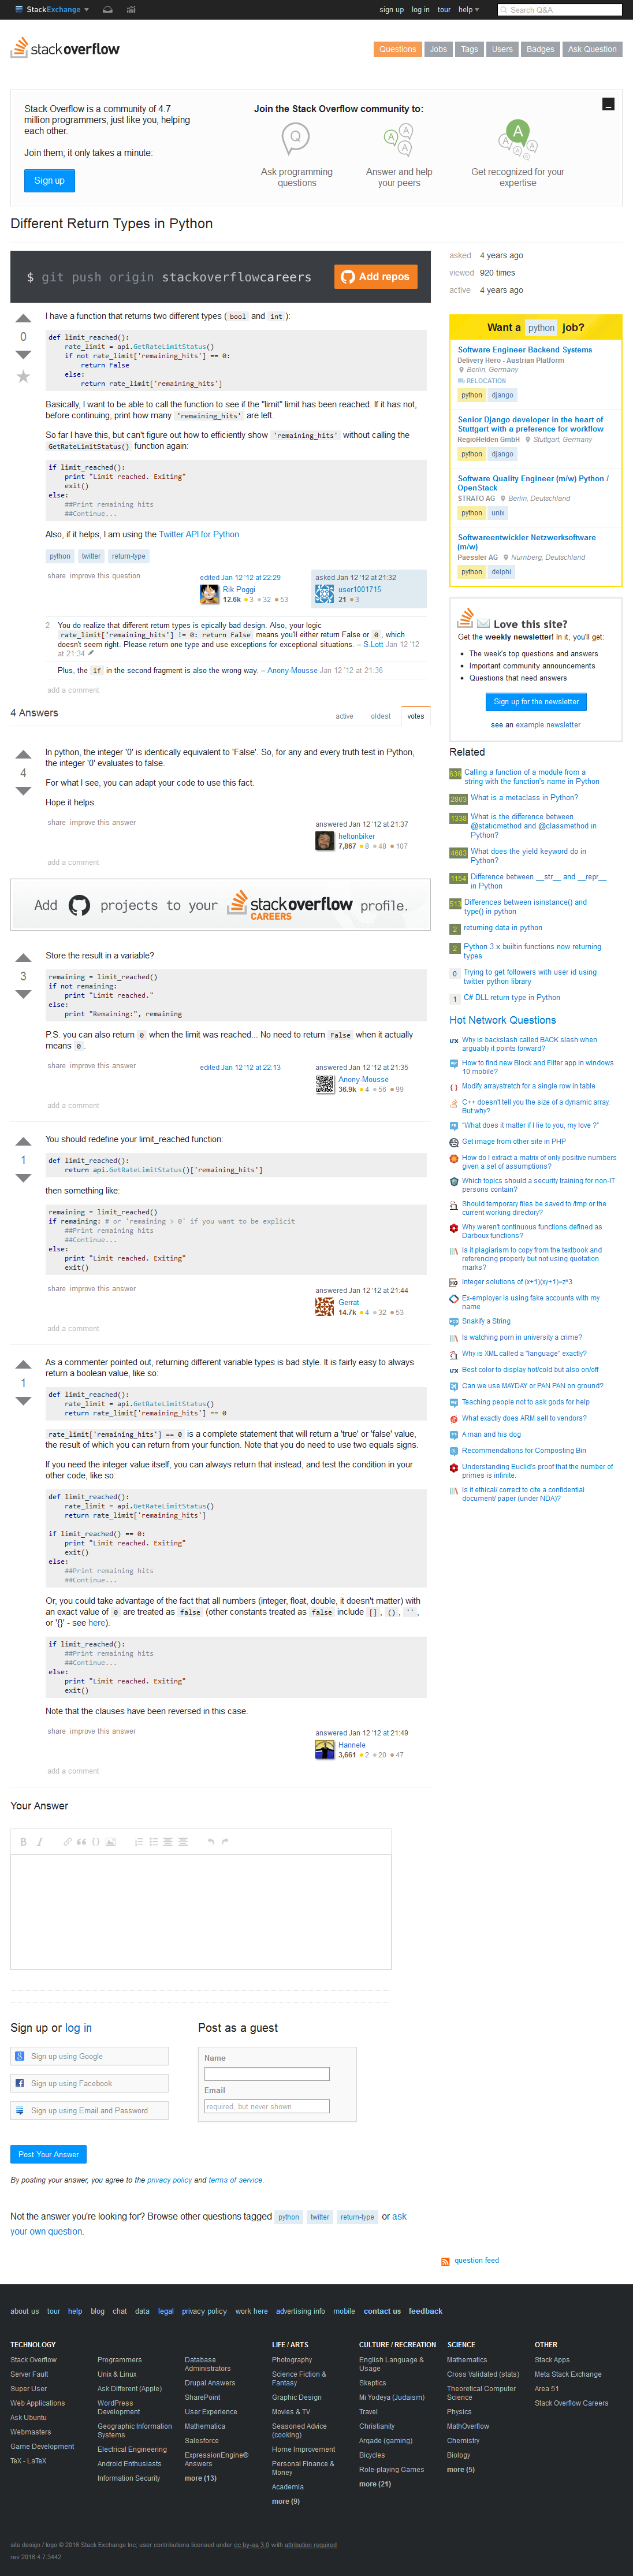 StackExchange
sign up log in tour help
Search Q&A
stackoverflow
Questions Jobs Tags Users Badges Ask Question
Stack Overflow is a community of 4.7
million programmers, just like you, helping
each other.
Join them; it only takes a minute:
Sign up
Join the Stack Overflow community to:
Q
A
Ask programming
questions
Answer and help
your peers
Get recognized for your
expertise
Different Return Types in Python
$ git push origin stackoverflowcareers
Add repos
0
I have a function that returns two different types ( bool and int ):
def limit_reached():
rate_limit = api.GetRateLimitStatus()
if not rate_limit['remaining_hits'] == 0:
return False
else:
return rate_limit['remaining_hits']
Basically, I want to be able to call the function to see if the "limit" limit has been reached. If it has not,
before continuing, print how many 'remaining_hits' are left.
So far I have this, but can't figure out how to efficiently show 'remaining_hits' without calling the
GetRateLimitStatus() function again:
if limit_reached():
print "Limit reached. Exiting"
exit()
else:
##Print remaining hits
##Continue...
Also, if it helps, I am using the Twitter API for Python
python twitter return-type
share improve this question
edited Jan 12 '12 at 22:29
Rik Poggi
12.6k 3 32 53
asked Jan 12 '12 at 21:32
user1001715
21 3
2 You do realize that different return types is epically bad design. Also, your logic
rate_limit['remaining_hits'] != 0: return False means you'll either return False or 0, which
doesn't seem right. Please return one type and use exceptions for exceptional situations. – S.Lott Jan 12 '12
at 21:34
Plus, the if in the second fragment is also the wrong way. – Anony-Mousse Jan 12 '12 at 21:36
add a comment
4 Answers
active oldest votes
4
In python, the integer '0' is identically equivalent to 'False'. So, for any and every truth test in Python,
the integer '0' evaluates to false.
For what I see, you can adapt your code to use this fact.
Hope it helps.
share improve this answer
answered Jan 12 '12 at 21:37
heltonbiker
7,867 8 48 107
add a comment
Add projects to your stackoverflow profile.
CAREERS
3
Store the result in a variable?
remaining = limit_reached()
if not remaining:
print "Limit reached."
else:
print "Remaining:", remaining
P.S. you can also return 0 when the limit was reached... No need to return False when it actually
means 0 .
share improve this answer
edited Jan 12 '12 at 22:13
answered Jan 12 '12 at 21:35
Anony-Mousse
36.9k 4 56 99
add a comment
1
You should redefine your limit_reached function:
def limit_reached():
return api.GetRateLimitStatus()['remaining_hits']
then something like:
remaining = limit_reached()
if remaining: # or 'remaining > 0' if you want to be explicit
##Print remaining hits
##Continue...
else:
print "Limit reached. Exiting"
exit()
share improve this answer
answered Jan 12 '12 at 21:44
Gerrat
14.7k 4 32 53
add a comment
1
As a commenter pointed out, returning different variable types is bad style. It is fairly easy to always
return a boolean value, like so:
def limit_reached():
rate_limit = api.GetRateLimitStatus()
return rate_limit['remaining_hits'] == 0
rate_limit['remaining_hits'] == 0 is a complete statement that will return a 'true' or 'false' value,
the result of which you can return from your function. Note that you do need to use two equals signs.
If you need the integer value itself, you can always return that instead, and then test the condition in your
other code, like so:
def limit_reached():
rate_limit = api.GetRateLimitStatus()
return rate_limit['remaining_hits']
if limit_reached() == 0:
print "Limit reached. Exiting"
exit()
else:
##Print remaining hits
##Continue...
Or, you could take advantage of the fact that all numbers (integer, float, double, it doesn't matter) with
an exact value of 0 are treated as false (other constants treated as false include [], (), '',
or '{}' - see here).
if limit_reached():
##Print remaining hits
##Continue...
else:
print "Limit reached. Exiting"
exit()
Note that the clauses have been reversed in this case.
share improve this answer
answered Jan 12 '12 at 21:49
Hannele
3,661 2 20 47
add a comment
Your Answer
Sign up or log in
Sign up using Google
Sign up using Facebook
Sign up using Email and Password
Post as a guest
Name
Email
required, but never shown
Post Your Answer
By posting your answer, you agree to the privacy policy and terms of service.
Not the answer you're looking for? Browse other questions tagged python twitter return-type or ask
your own question.
asked 4 years ago
viewed 920 times
active 4 years ago
Want a python job?
Software Engineer Backend Systems
Delivery Hero - Austrian Platform
Berlin, Germany
RELOCATION
python django
Senior Django developer in the heart of
Stuttgart with a preference for workflow
RegioHelden GmbH Stuttgart, Germany
python django
Software Quality Engineer (m/w) Python /
OpenStack
STRATO AG Berlin, Deutschland
python unix
Softwareentwickler Netzwerksoftware
(m/w)
Paessler AG Nürnberg, Deutschland
python delphi
Love this site?
Get the weekly newsletter! In it, you'll get:
The week's top questions and answers
Important community announcements
Questions that need answers
Sign up for the newsletter
see an example newsletter
Related
636 Calling a function of a module from a
string with the function's name in Python
2803 What is a metaclass in Python?
1338 What is the difference between
@staticmethod and @classmethod in
Python?
4683 What does the yield keyword do in
Python?
1154 Difference between __str__ and __repr__
in Python
513 Differences between isinstance() and
type() in python
2 returning data in python
2 Python 3.x builtin functions now returning
types
0 Trying to get followers with user id using
twitter python library
1 C# DLL return type in Python
Hot Network Questions
Why is backslash called BACK slash when
arguably it points forward?
How to find new Block and Filter app in windows
10 mobile?
Modify arraystretch for a single row in table
C++ doesn't tell you the size of a dynamic array.
But why?
"What does it matter if I lie to you, my love ?"
Get image from other site in PHP
How do I extract a matrix of only positive numbers
given a set of assumptions?
Which topics should a security training for non-IT
persons contain?
Should temporary files be saved to /tmp or the
current working directory?
Why weren't continuous functions defined as
Darboux functions?
Is it plagiarism to copy from the textbook and
referencing properly but not using quotation
marks?
Integer solutions of (x+1)(xy+1)=z^3
Ex-employer is using fake accounts with my
name
Snakify a String
Is watching porn in university a crime?
Why is XML called a "language" exactly?
Best color to display hot/cold but also on/off
Can we use MAYDAY or PAN PAN on ground?
Teaching people not to ask gods for help
What exactly does ARM sell to vendors?
A man and his dog
Recommendations for Composting Bin
Understanding Euclid's proof that the number of
primes is infinite.
Is it ethical/ correct to cite a confidential
document/ paper (under NDA)?
question feed
about us tour help blog chat data legal privacy policy work here advertising info mobile contact us feedback
TECHNOLOGY
Stack Overflow
Server Fault
Super User
Web Applications
Ask Ubuntu
Webmasters
Game Development
TeX - LaTeX
Programmers
Unix & Linux
Ask Different (Apple)
WordPress
Development
Geographic Information
Systems
Electrical Engineering
Android Enthusiasts
Information Security
Database
Administrators
Drupal Answers
SharePoint
User Experience
Mathematica
Salesforce
ExpressionEngine®
Answers
more (13)
LIFE / ARTS
Photography
Science Fiction &
Fantasy
Graphic Design
Movies & TV
Seasoned Advice
(cooking)
Home Improvement
Personal Finance &
Money
Academia
more (9)
CULTURE / RECREATION
English Language &
Usage
Skeptics
Mi Yodeya (Judaism)
Travel
Christianity
Arqade (gaming)
Bicycles
Role-playing Games
more (21)
SCIENCE
Mathematics
Cross Validated (stats)
Theoretical Computer
Science
Physics
MathOverflow
Chemistry
Biology
more (5)
OTHER
Stack Apps
Meta Stack Exchange
Area 51
Stack Overflow Careers
site design / logo © 2016 Stack Exchange Inc; user contributions licensed under cc by-sa 3.0 with attribution required
rev 2016.4.7.3442